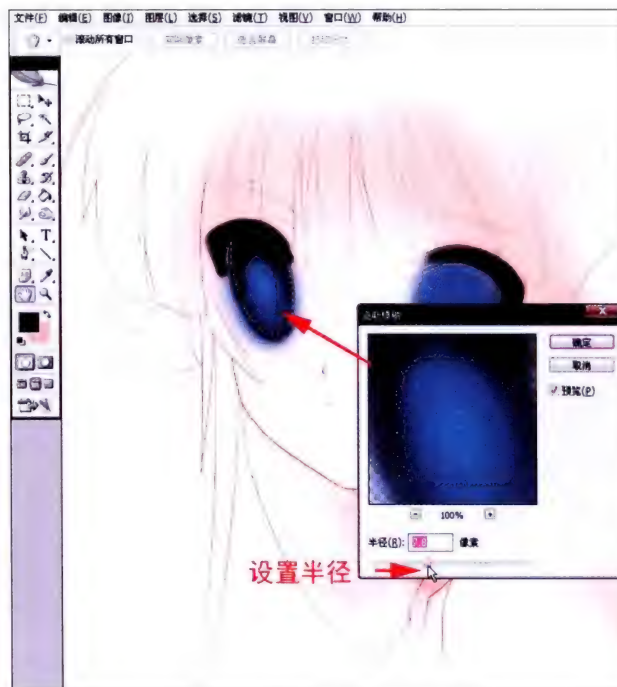 文件(F) 编辑(E) 图像(I) 图层(L) 选择(S) 滤镜(T) 视图(V) 窗口(W) 帮助(H)
滚动所有窗口
确定
取消
预览(P)
100%
半径(R): 像素
设置半径